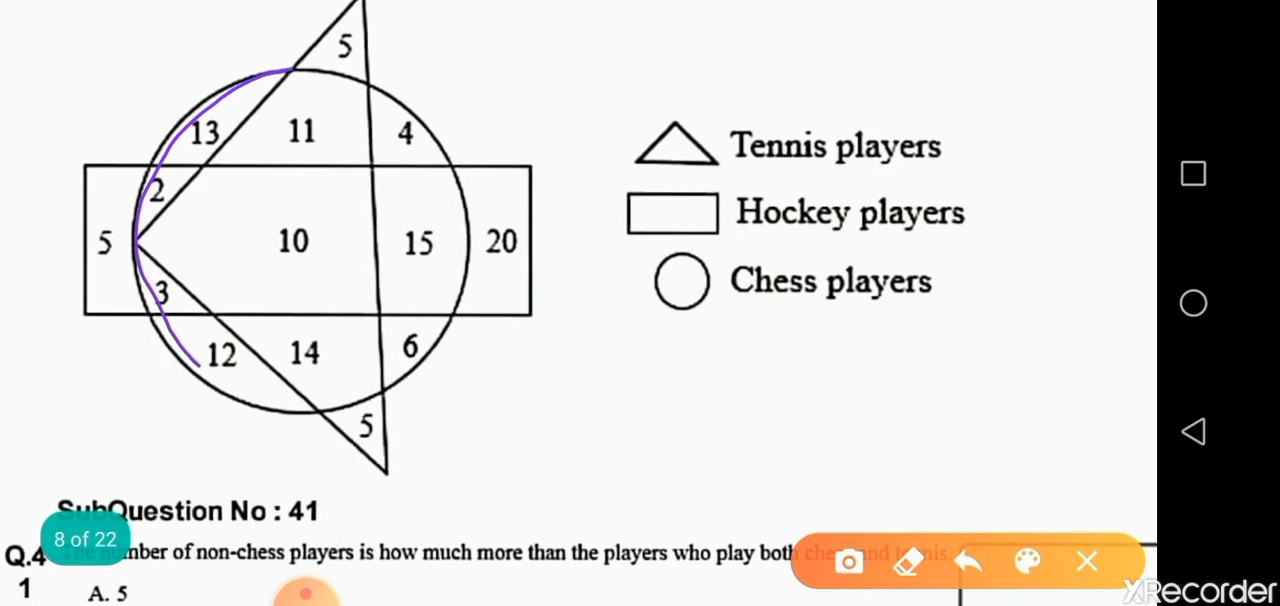 5
13 11 4
2
5 10 15 20
3
12 14 6
5
Tennis players
Hockey players
Chess players
SubQuestion No : 41
8 of 22
Q.4 number of non-chess players is how much more than the players who play both
1
A. 5
XRecorder